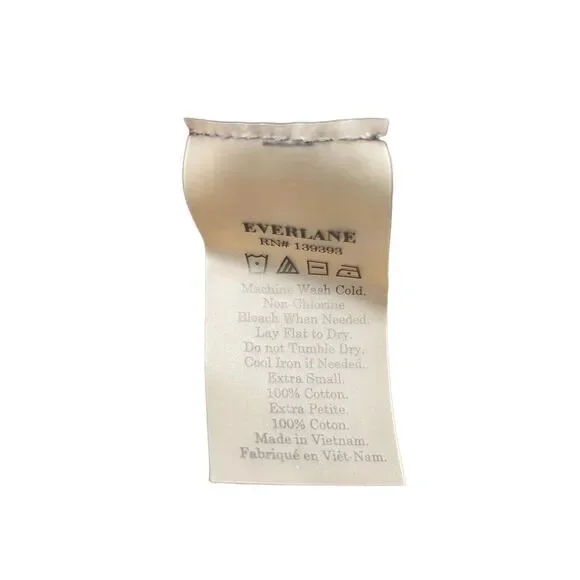 EVERLANE
RN# 139393
Machine Wash Cold.
Non-Chlorine
Bleach When Needed.
Lay Flat to Dry.
Do not Tumble Dry.
Cool Iron if Needed.
Extra Small.
100% Cotton.
Extra Petite.
100% Coton.
Made in Vietnam.
Fabriqué en Viêt-Nam.